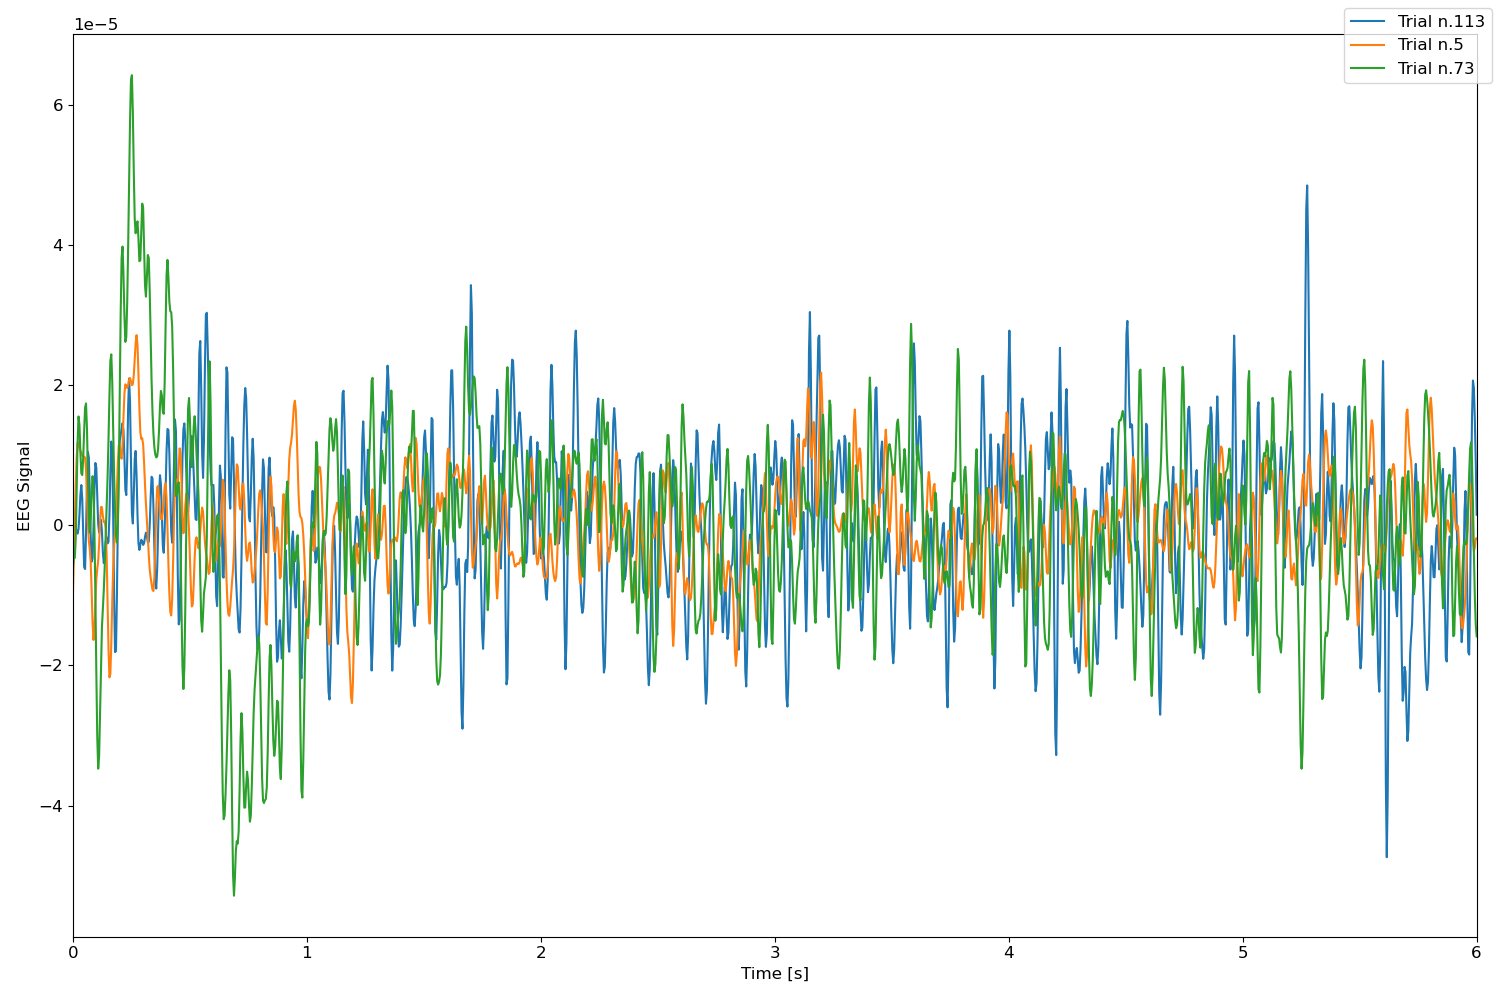 1e−5
Trial n.113
Trial n.5
Trial n.73
6
4
2
0
−2
−4
EEG Signal
0 1 2 3 4 5 6
Time [s]